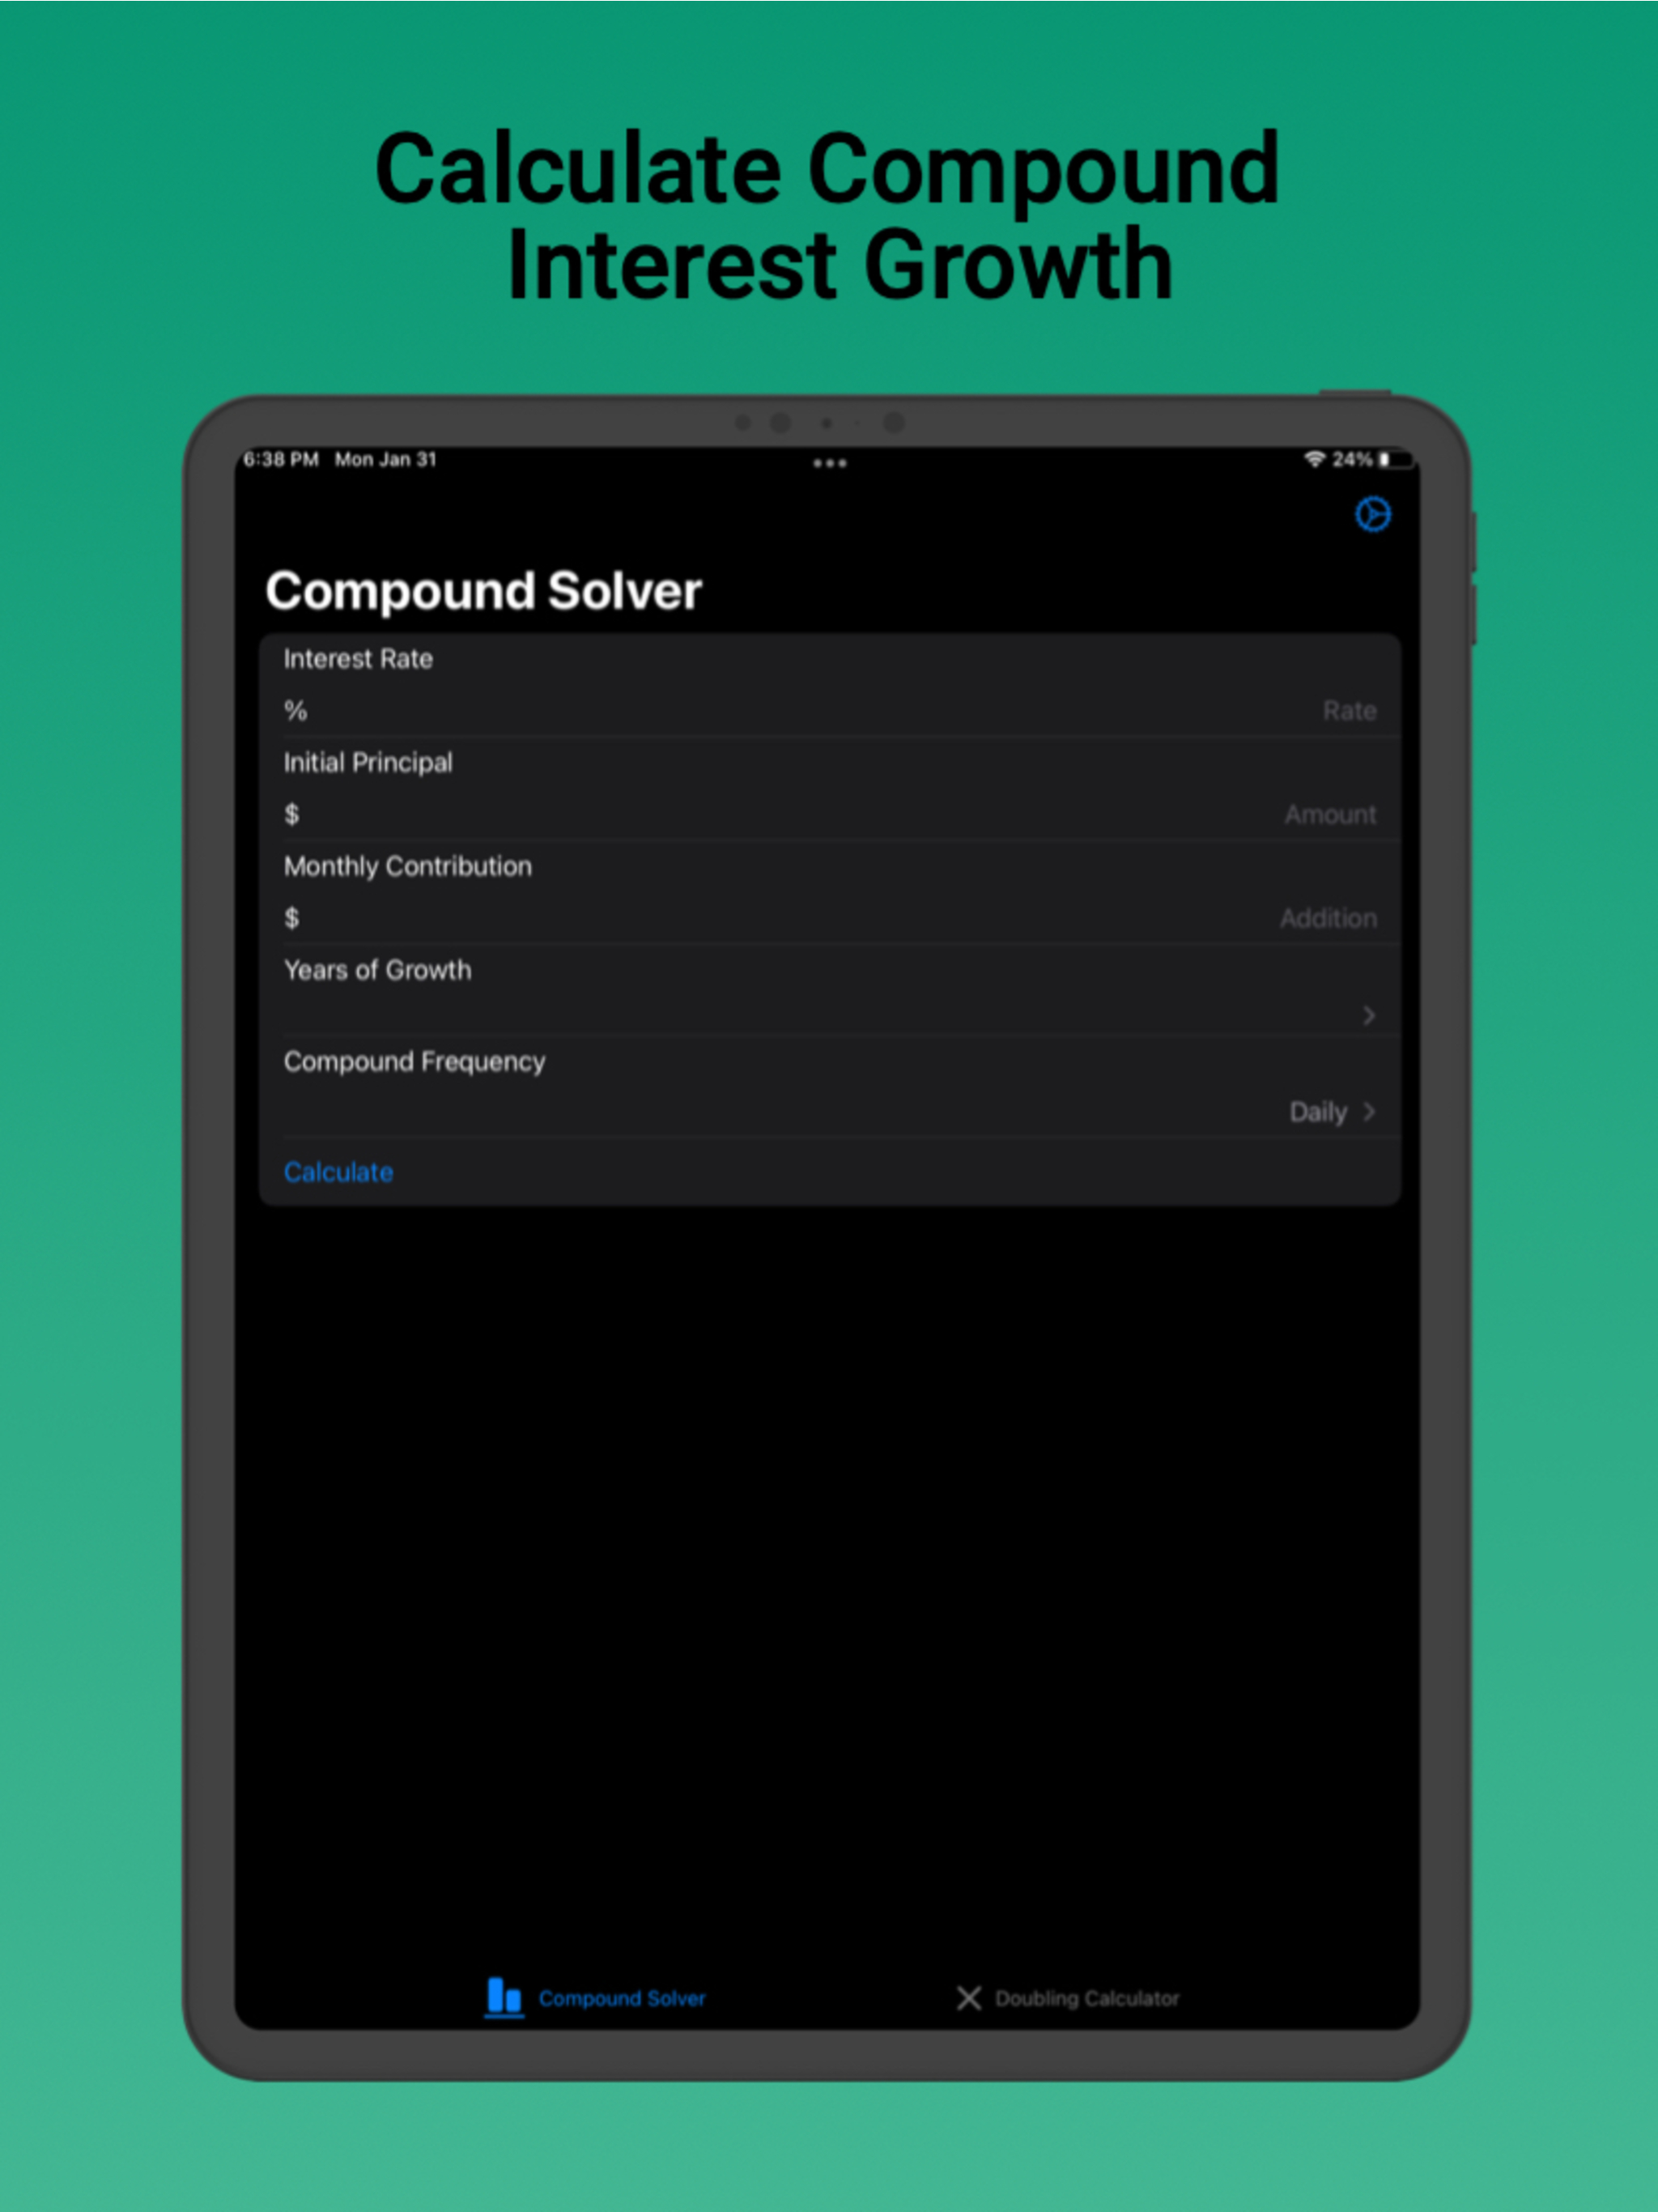 Calculate Compound
Interest Growth
6:38 PM Mon Jan 31
24%
Compound Solver
Interest Rate
% Rate
Initial Principal
$ Amount
Monthly Contribution
$ Addition
Years of Growth
Compound Frequency
Daily
Calculate
Compound Solver Doubling Calculator